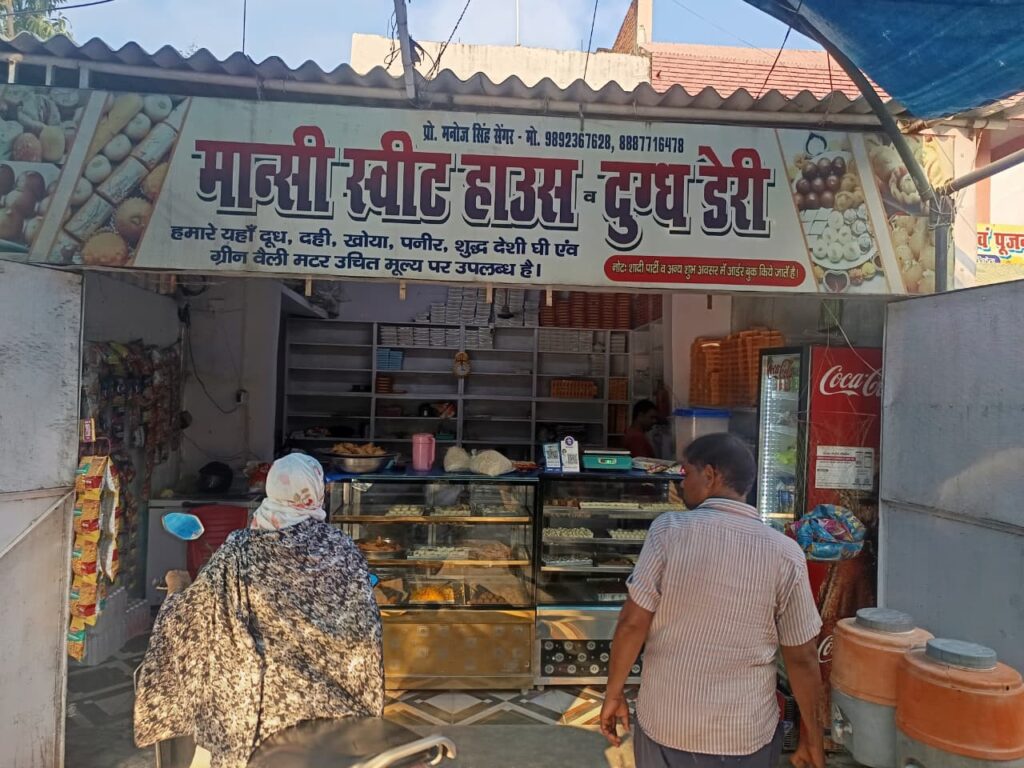 प्रो. मनोज सिंह सेंगर - मो. 9892367628, 8887716478
मान्सी स्वीट हाउस व दुग्ध डेरी
हमारे यहाँ दूध, दही, खोया, पनीर, शुद्ध देशी घी एंव
ग्रीन वैली मटर उचित मूल्य पर उपलब्ध है।
नोटः शादी पार्टी व अन्य शुभ अवसर में आर्डर बुक किये जातें है।
व पूजन
Coca-Cola